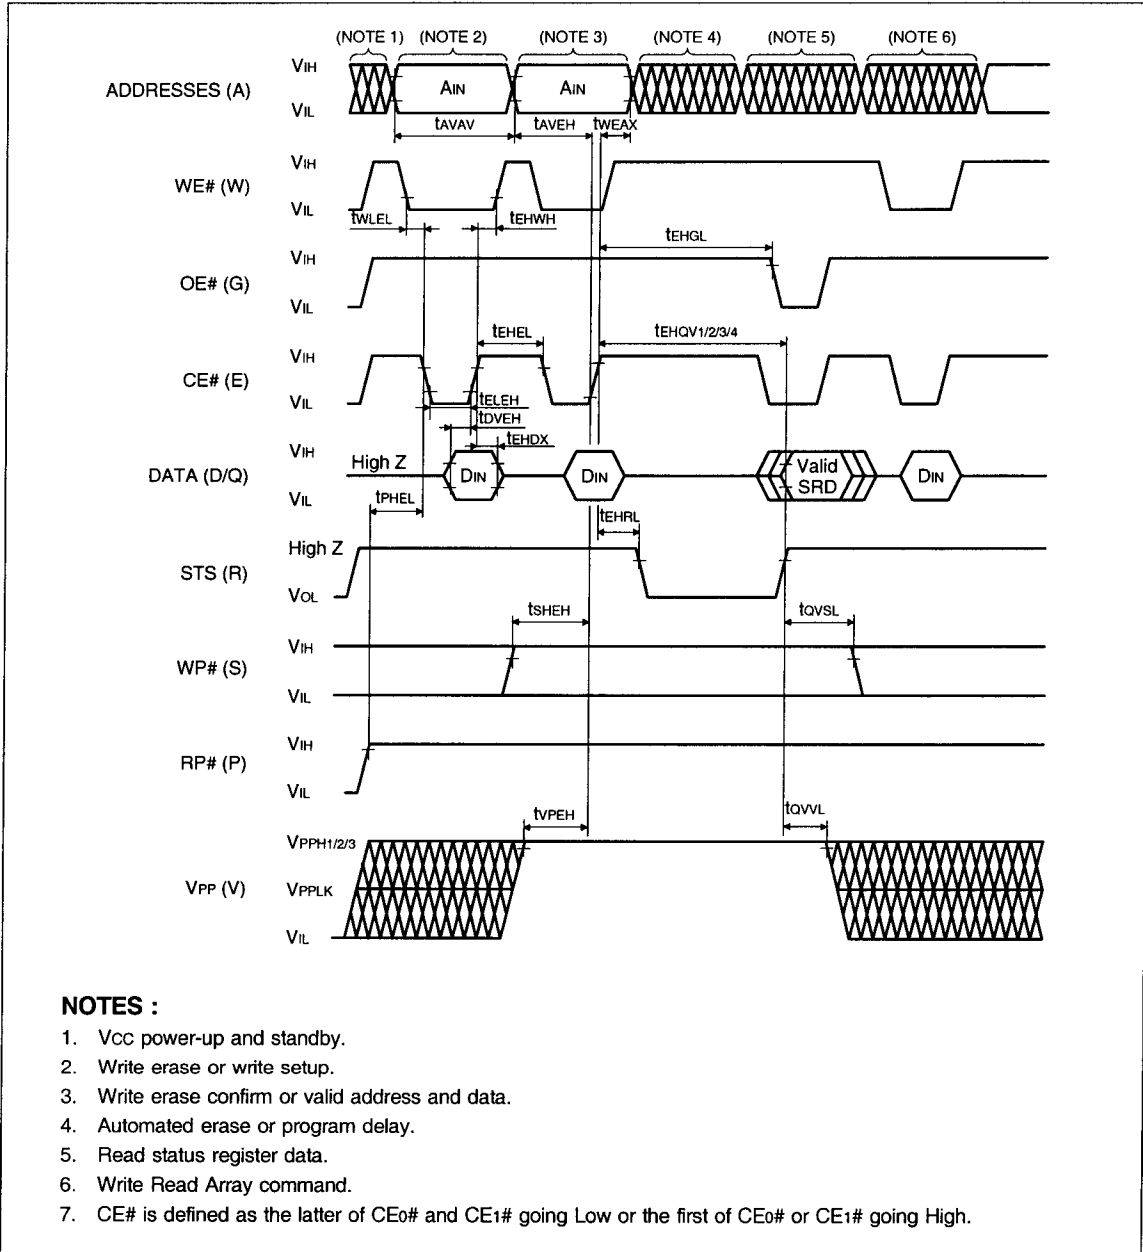 (NOTE 1) (NOTE 2) (NOTE 3) (NOTE 4) (NOTE 5) (NOTE 6)
VIH
ADDRESSES (A) AIN AIN
VIL
tAVAV tAVEH tWEAX
VIH
WE# (W)
VIL
tWLEL tEHWH
tEHGL
VIH
OE# (G)
VIL
tEHEL tEHQV1/2/3/4
VIH
CE# (E)
VIL
tELEH
tDVEH
tEHDX
VIH
High Z
DATA (D/Q) DIN DIN Valid SRD DIN
VIL
tPHEL
tEHRL
High Z
STS (R)
VOL
tSHEH tQVSL
VIH
WP# (S)
VIL
VIH
RP# (P)
VIL
tVPEH tQVVL
VPPH1/2/3
VPP (V) VPPLK
VIL
NOTES :
1. VCC power-up and standby.
2. Write erase or write setup.
3. Write erase confirm or valid address and data.
4. Automated erase or program delay.
5. Read status register data.
6. Write Read Array command.
7. CE# is defined as the latter of CE0# and CE1# going Low or the first of CE0# or CE1# going High.